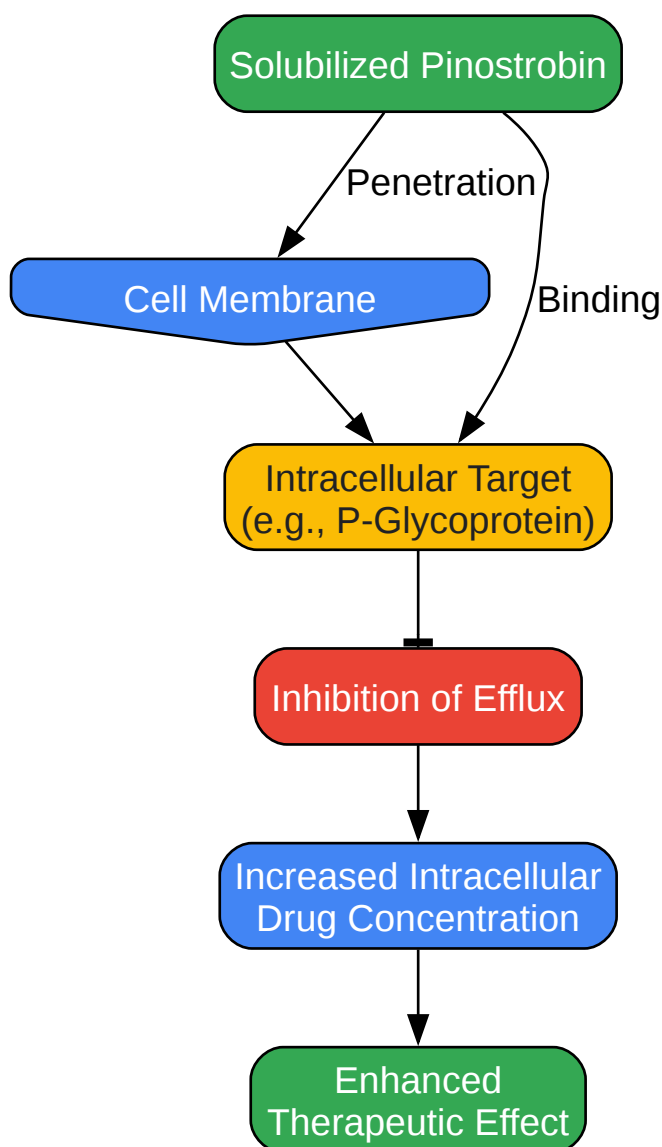 Solubilized Pinostrobin
Penetration
Cell Membrane
Binding
Intracellular Target
(e.g., P-Glycoprotein)
Inhibition of Efflux
Increased Intracellular
Drug Concentration
Enhanced
Therapeutic Effect